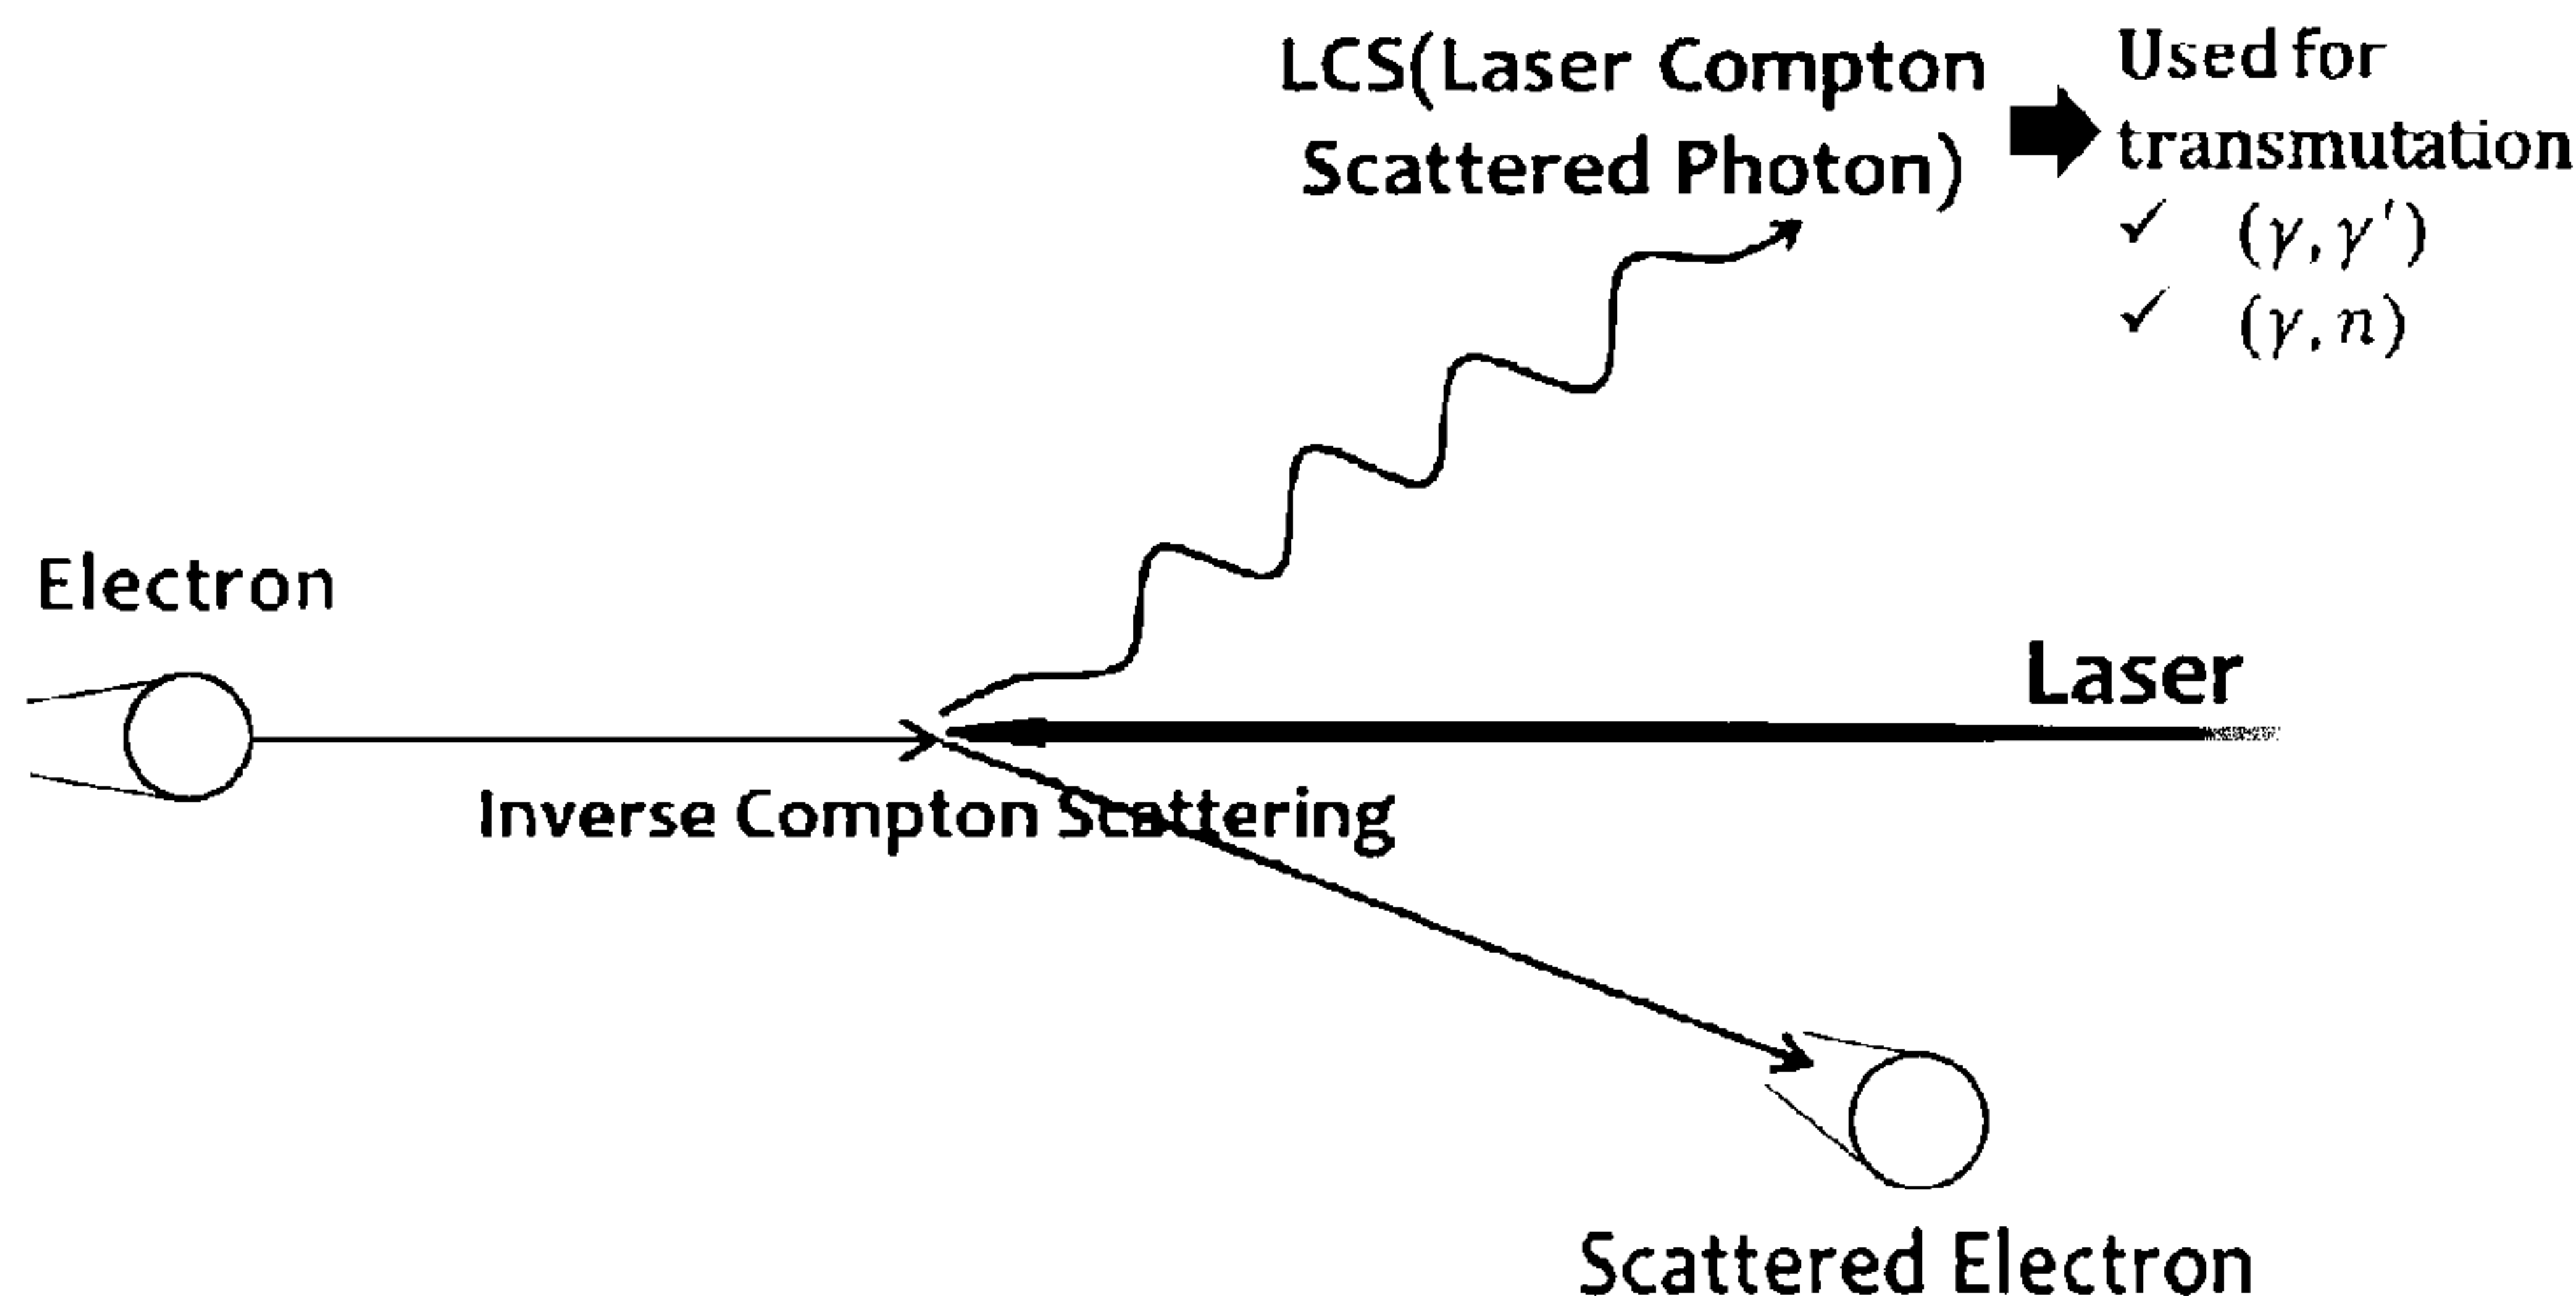 LCS(Laser Compton
Scattered Photon)
Used for
transmutation
✓ (γ, γ′)
✓ (γ, n)
Electron
Laser
Inverse Compton Scattering
Scattered Electron